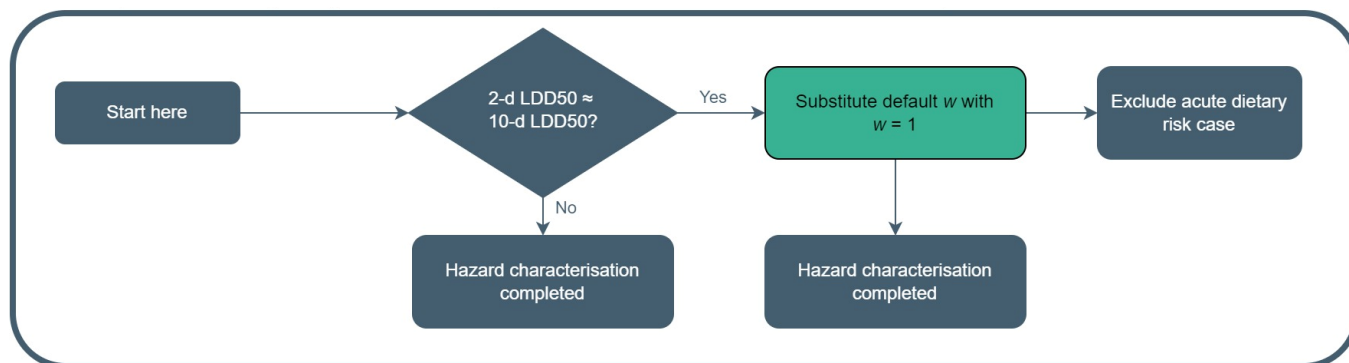 Start here
2-d LDD50 ≈
10-d LDD50?
Yes
Substitute default w with
w = 1
Exclude acute dietary
risk case
No
Hazard characterisation
completed
Hazard characterisation
completed